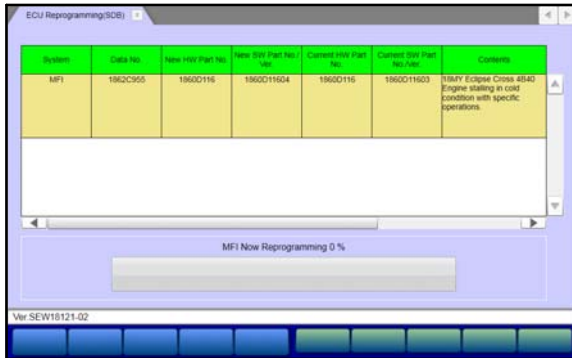 ECU Reprogramming(SDB)
System Data No. New HW Part No. New SW Part No./Ver. Current HW Part No. Current SW Part No./Ver. Contents
MFI 1862C955 1860D116 1860D11604 1860D116 1860D11603 18MY Eclipse Cross 4B40
Engine stalling in cold
condition with specific
operations.
MFI Now Reprogramming 0 %
Ver.SEW18121-02